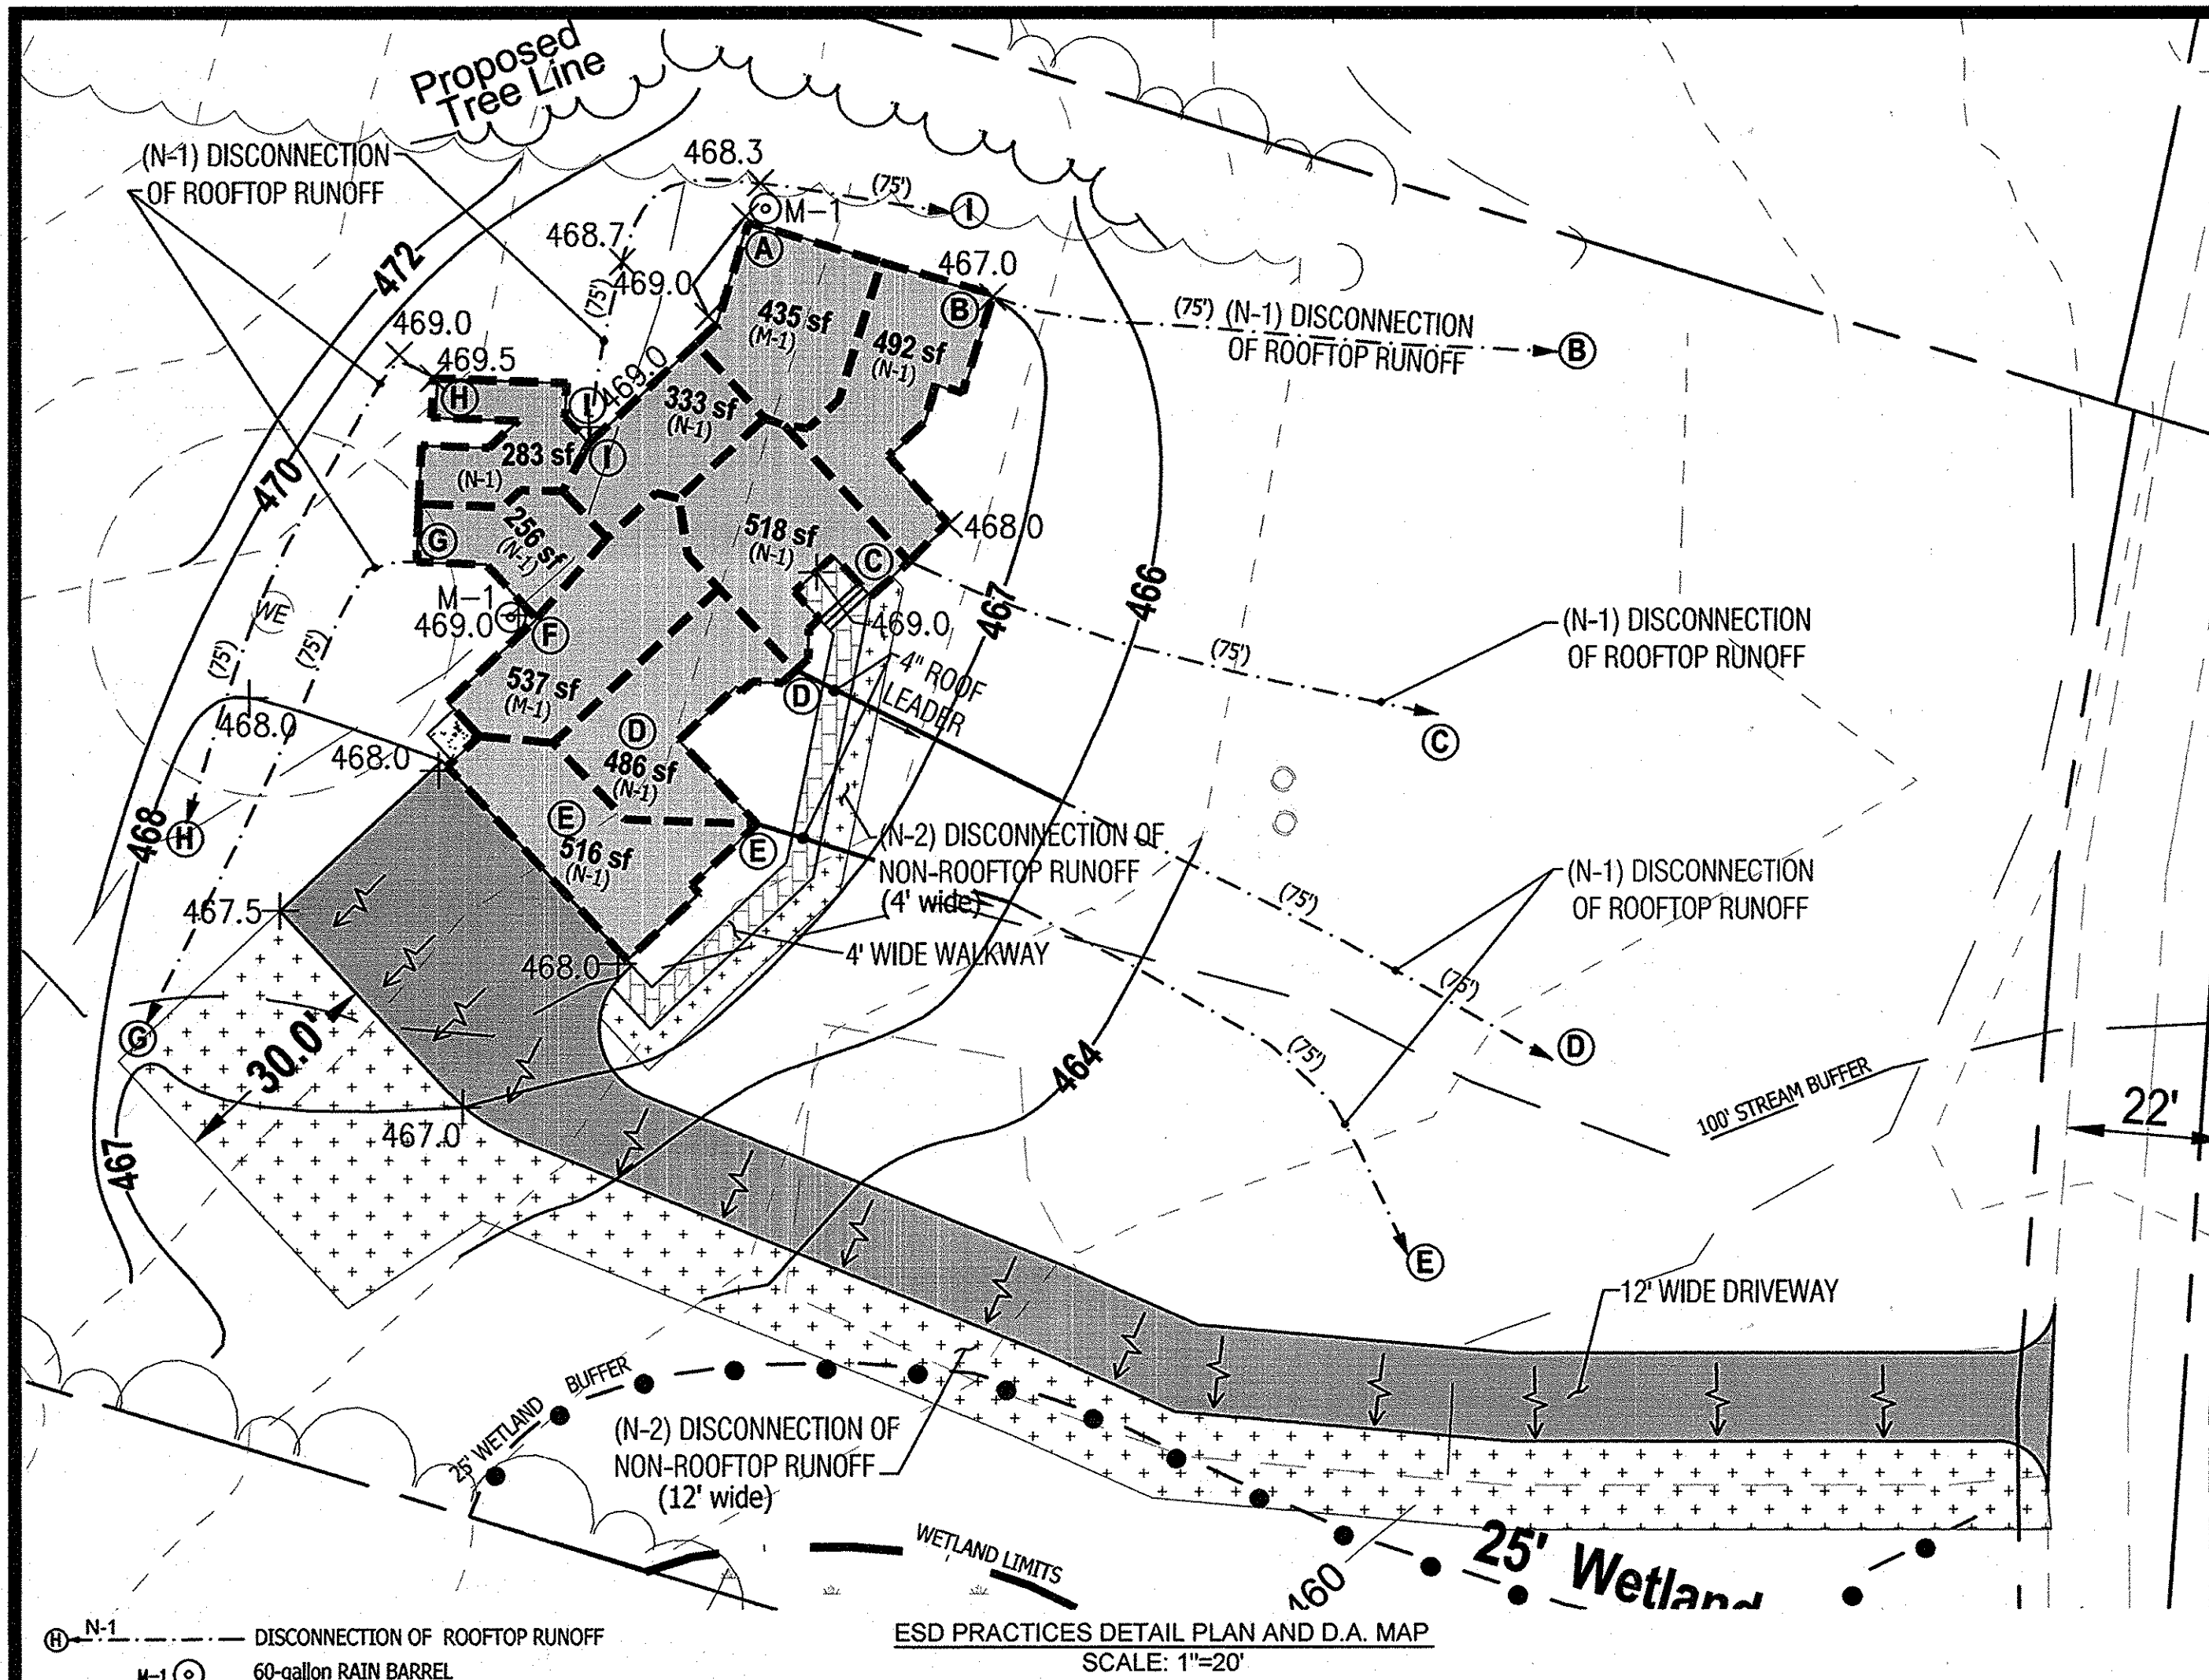 Proposed
Tree Line
(N-1) DISCONNECTION
OF ROOFTOP RUNOFF
468.3
(75')
I
M-1
A
468.7
472
469.0
(75')
467.0
B
435 sf
(M-1)
(75') (N-1) DISCONNECTION
OF ROOFTOP RUNOFF
B
492 sf
(N-1)
469.0
469.5
H
I
469.0
333 sf
(N-1)
I
283 sf
(N-1)
470
G
256 sf
(N-1)
518 sf
(N-1)
C
468.0
466
467
M-1
469.0
F
WE
(75')
(75')
469.0
(N-1) DISCONNECTION
OF ROOFTOP RUNOFF
(75')
C
4" ROOF
LEADER
D
537 sf
(M-1)
468.0
468.0
D
486 sf
(N-1)
468
H
E
516 sf
(N-1)
E
(N-2) DISCONNECTION OF
NON-ROOFTOP RUNOFF
(4' wide)
4' WIDE WALKWAY
(N-1) DISCONNECTION
OF ROOFTOP RUNOFF
(75')
(75')
D
467.5
468.0
G
30.0'
464
(75')
E
100' STREAM BUFFER
22'
467
467.0
12' WIDE DRIVEWAY
25' WETLAND BUFFER
(N-2) DISCONNECTION OF
NON-ROOFTOP RUNOFF
(12' wide)
WETLAND LIMITS
460
25' Wetland
H N-1 DISCONNECTION OF ROOFTOP RUNOFF
M-1 60-gallon RAIN BARREL
ESD PRACTICES DETAIL PLAN AND D.A. MAP
SCALE: 1"=20'